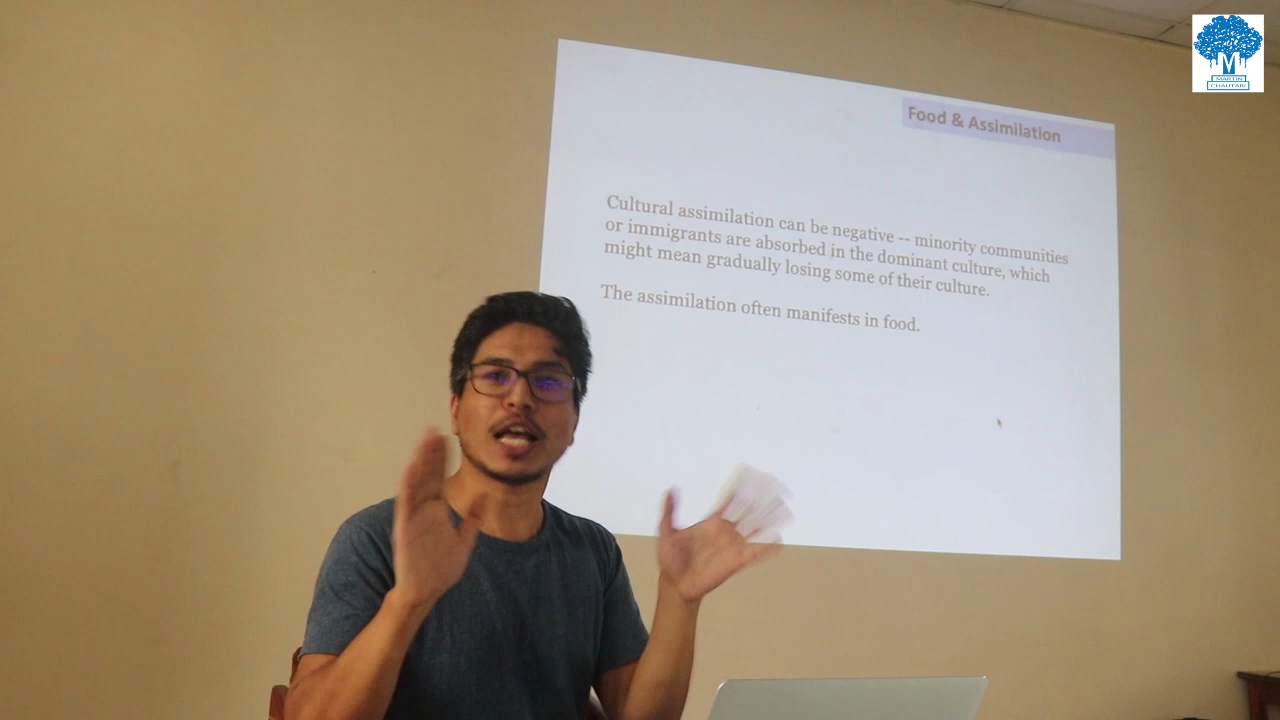 M
MARTIN
CHAUTARI
Food & Assimilation
Cultural assimilation can be negative -- minority communities
or immigrants are absorbed in the dominant culture, which
might mean gradually losing some of their culture.
The assimilation often manifests in food.